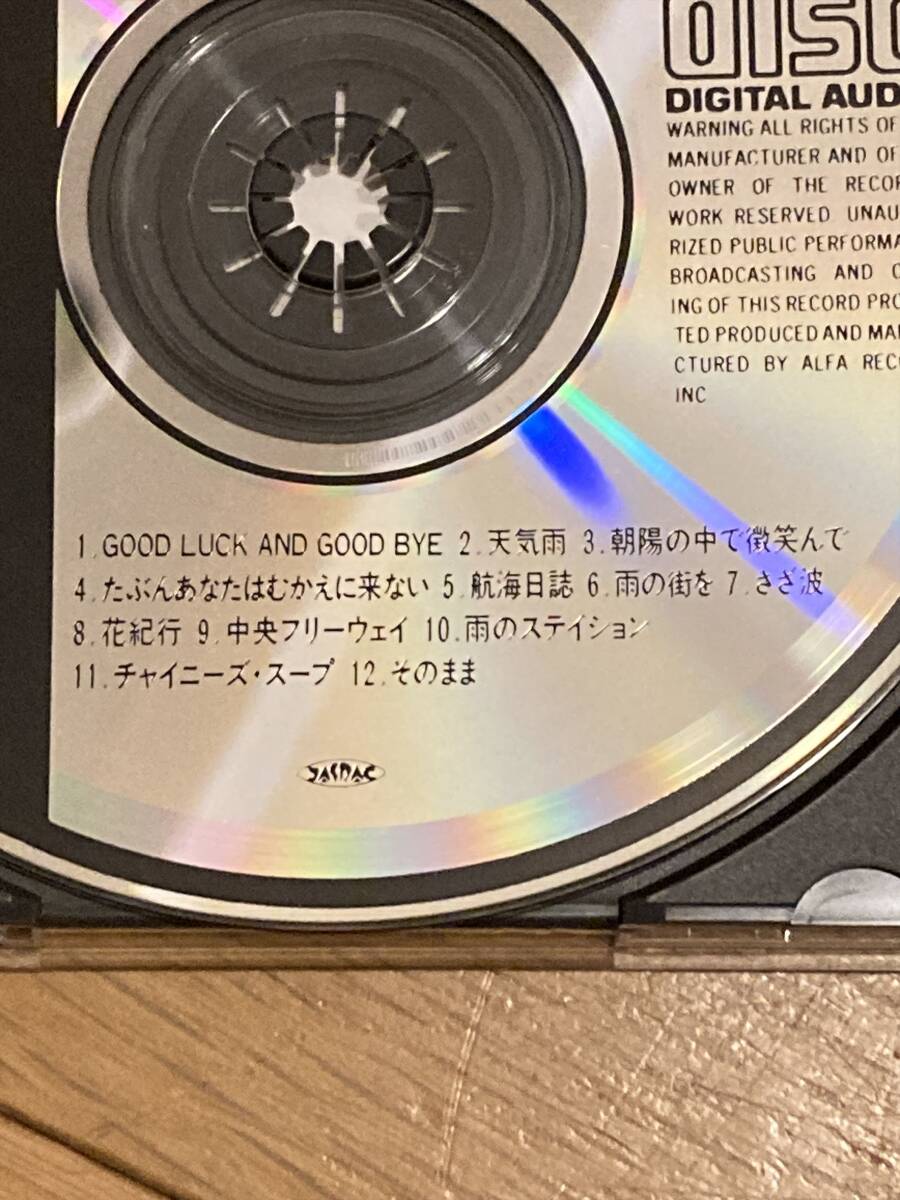 DISC
DIGITAL AUD
WARNING ALL RIGHTS OF
MANUFACTURER AND OF
OWNER OF THE RECOR
WORK RESERVED UNAU
RIZED PUBLIC PERFORMA
BROADCASTING AND C
ING OF THIS RECORD PRO
TED PRODUCED AND MAN
CTURED BY ALFA RECO
INC
1. GOOD LUCK AND GOOD BYE 2. 天気雨 3. 朝陽の中で微笑んで
4. たぶんあなたはむかえに来ない 5. 航海日誌 6. 雨の街を 7. さざ波
8. 花紀行 9. 中央フリーウェイ 10. 雨のステイション
11. チャイニーズ・スープ 12. そのまま
JASRAC